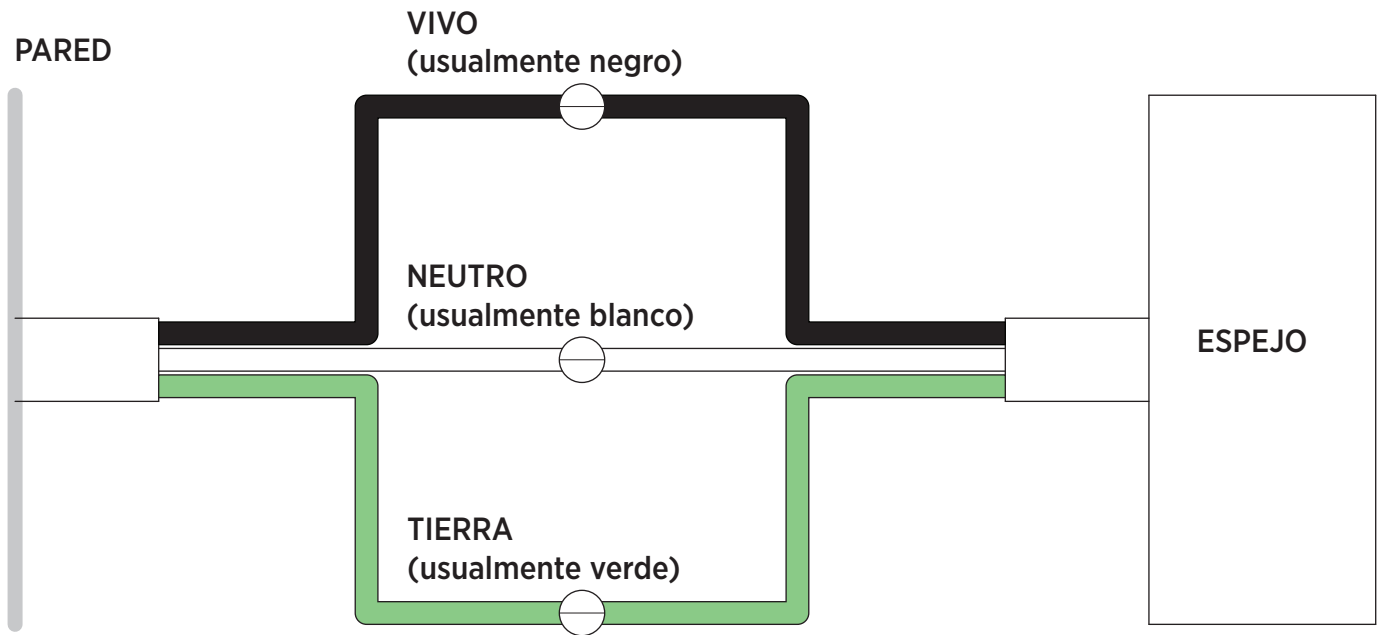 PARED
VIVO
(usualmente negro)
NEUTRO
(usualmente blanco)
ESPEJO
TIERRA
(usualmente verde)